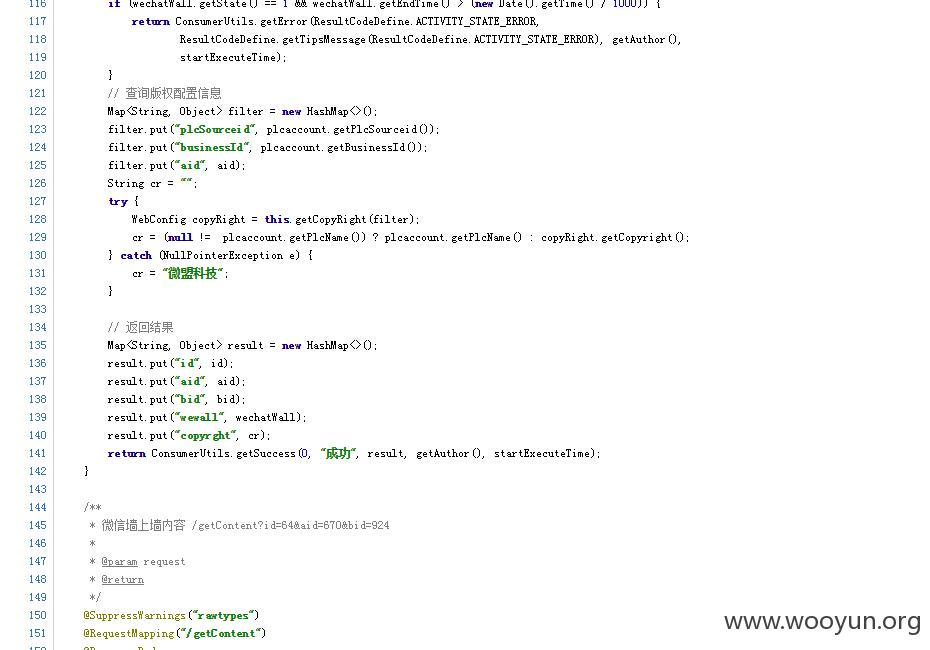 116 if (wechatWall.getState() == 1 && wechatWall.getEndTime() > (new Date().getTime() / 1000)) {
117 return ConsumerUtils.getError(ResultCodeDefine.ACTIVITY_STATE_ERROR,
118 ResultCodeDefine.getTipsMessage(ResultCodeDefine.ACTIVITY_STATE_ERROR), getAuthor(),
119 startExecuteTime);
120 }
121 // 查询版权配置信息
122 Map<String, Object> filter = new HashMap<>();
123 filter.put("plcSourceid", plcaccount.getPlcSourceid());
124 filter.put("businessId", plcaccount.getBusinessId());
125 filter.put("aid", aid);
126 String cr = "";
127 try {
128 WebConfig copyRight = this.getCopyRight(filter);
129 cr = (null != plcaccount.getPlcName()) ? plcaccount.getPlcName() : copyRight.getCopyright();
130 } catch (NullPointerException e) {
131 cr = "微盟科技";
132 }
133
134 // 返回结果
135 Map<String, Object> result = new HashMap<>();
136 result.put("id", id);
137 result.put("aid", aid);
138 result.put("bid", bid);
139 result.put("wewall", wechatWall);
140 result.put("copyrght", cr);
141 return ConsumerUtils.getSuccess(0, "成功", result, getAuthor(), startExecuteTime);
142 }
143
144 /**
145 * 微信墙上墙内容 /getContent?id=64&aid=670&bid=924
146 *
147 * @param request
148 * @return
149 */
150 @SuppressWarnings("rawtypes")
151 @RequestMapping("/getContent")
www.wooyun.org